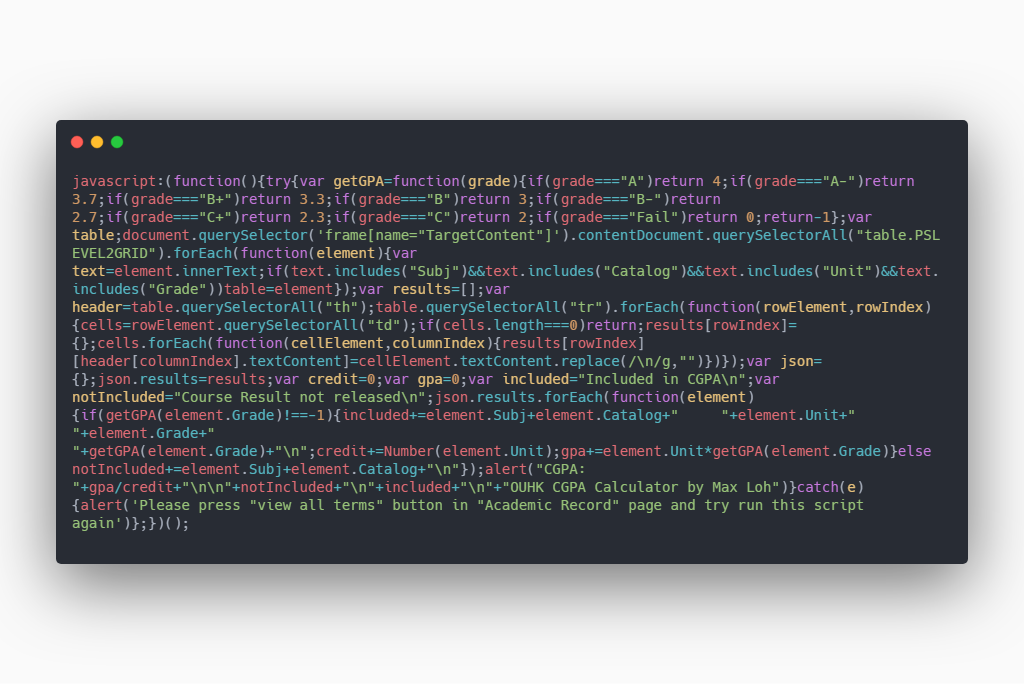 javascript:(function(){try{var getGPA=function(grade){if(grade==="A")return 4;if(grade==="A-")return
3.7;if(grade==="B+")return 3.3;if(grade==="B")return 3;if(grade==="B-")return
2.7;if(grade==="C+")return 2.3;if(grade==="C")return 2;if(grade==="Fail")return 0;return-1};var
table;document.querySelector('frame[name="TargetContent"]').contentDocument.querySelectorAll("table.PSL
EVEL2GRID").forEach(function(element){var
text=element.innerText;if(text.includes("Subj")&&text.includes("Catalog")&&text.includes("Unit")&&text.
includes("Grade"))table=element});var results=[];var
header=table.querySelectorAll("th");table.querySelectorAll("tr").forEach(function(rowElement,rowIndex)
{cells=rowElement.querySelectorAll("td");if(cells.length===0)return;results[rowIndex]=
{};cells.forEach(function(cellElement,columnIndex){results[rowIndex]
[header[columnIndex].textContent]=cellElement.textContent.replace(/\n/g,"")})});var json=
{};json.results=results;var credit=0;var gpa=0;var included="Included in CGPA\n";var
notIncluded="Course Result not released\n";json.results.forEach(function(element)
{if(getGPA(element.Grade)!==-1){included+=element.Subj+element.Catalog+"     "+element.Unit+"
"+element.Grade+"
"+getGPA(element.Grade)+"\n";credit+=Number(element.Unit);gpa+=element.Unit*getGPA(element.Grade)}else
notIncluded+=element.Subj+element.Catalog+"\n"});alert("CGPA:
"+gpa/credit+"\n\n"+notIncluded+"\n"+included+"\n"+"OUHK CGPA Calculator by Max Loh")}catch(e)
{alert('Please press "view all terms" button in "Academic Record" page and try run this script
again')};})();